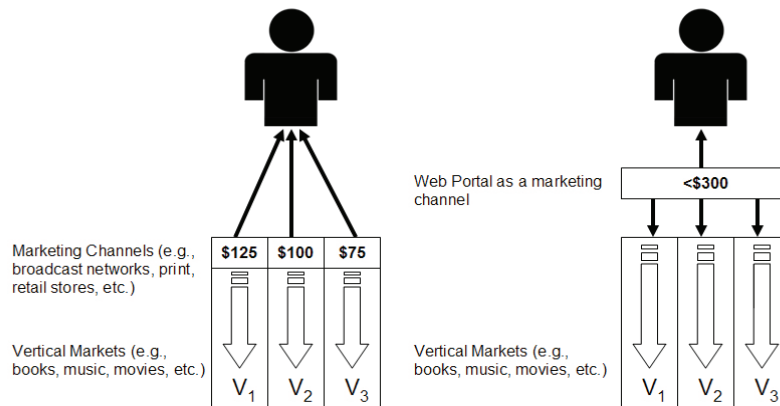 Marketing Channels (e.g.,
broadcast networks, print,
retail stores, etc.)
$125 $100 $75
Vertical Markets (e.g.,
books, music, movies, etc.)
V1 V2 V3
Web Portal as a marketing
channel
<$300
Vertical Markets (e.g.,
books, music, movies, etc.)
V1 V2 V3